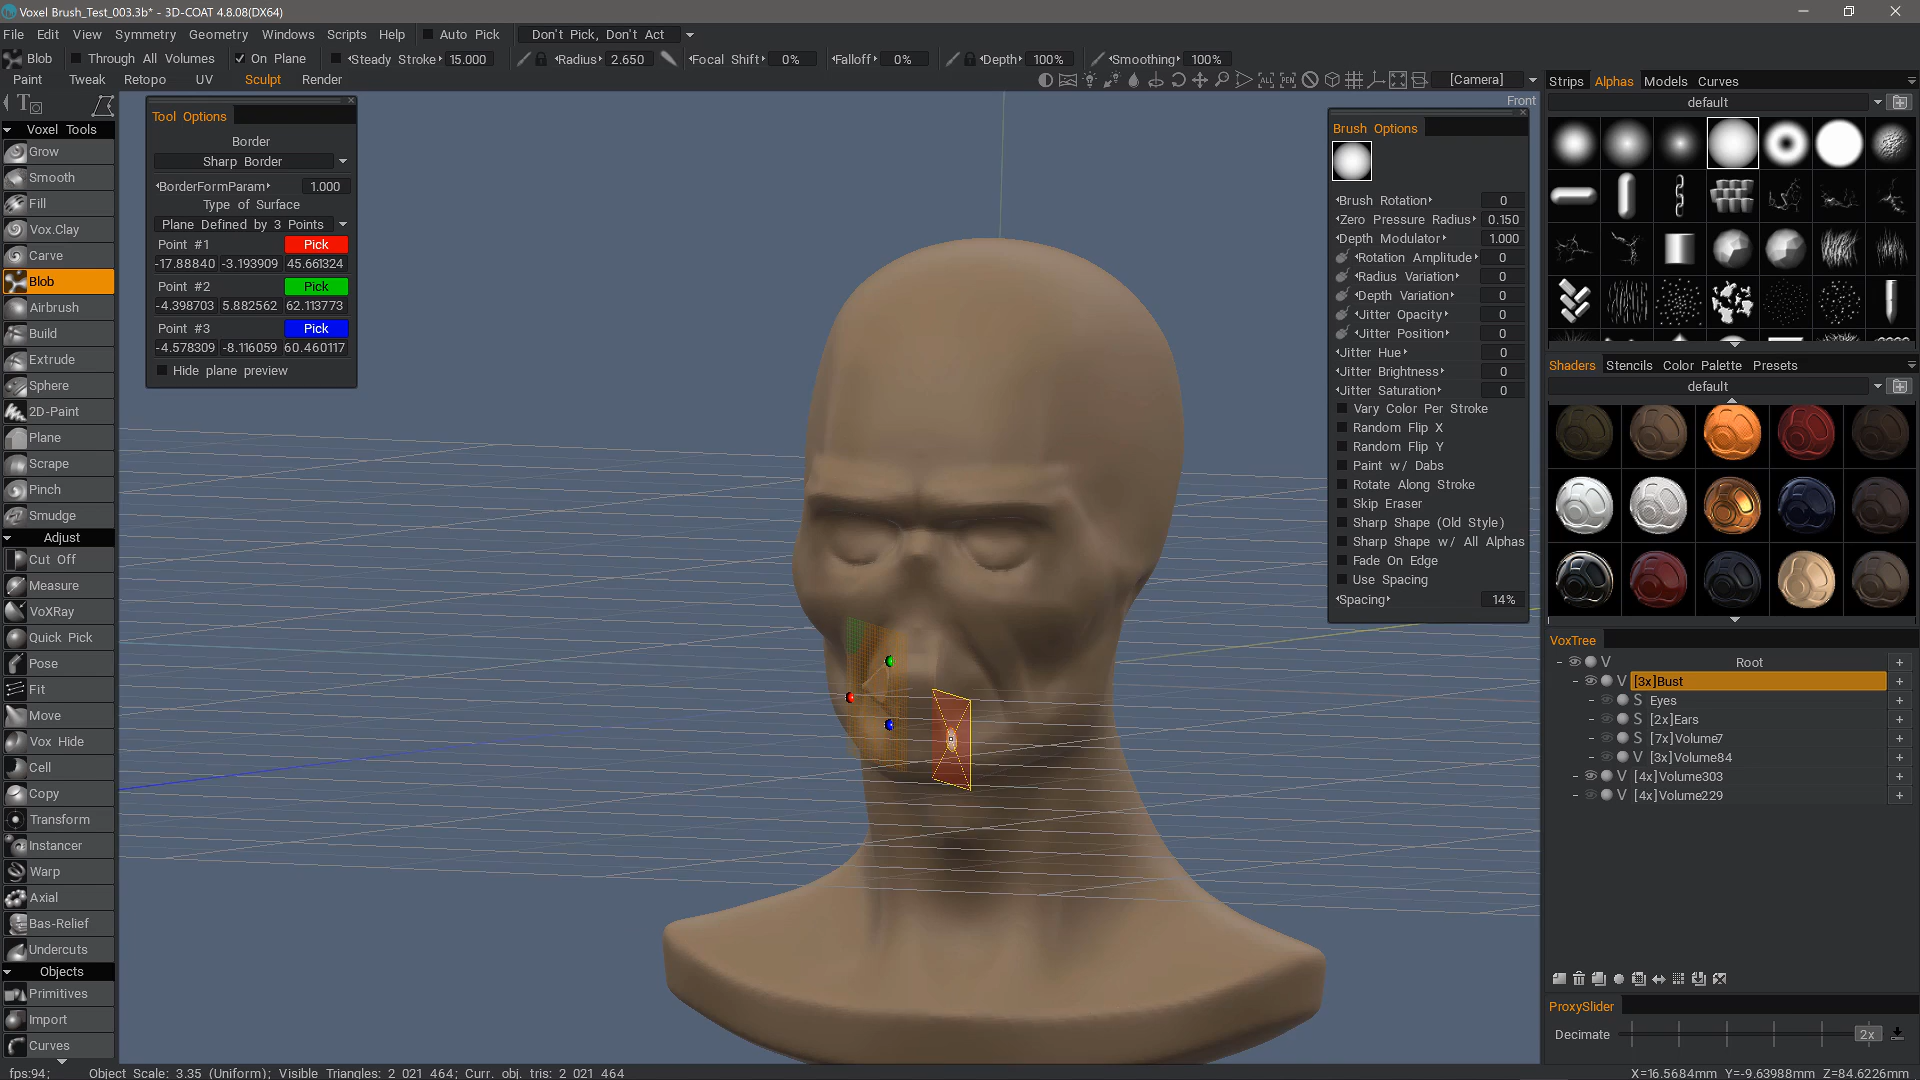 Voxel Brush_Test_003.3b* - 3D-COAT 4.8.08(DX64)
File Edit View Symmetry Geometry Windows Scripts Help Auto Pick Don't Pick, Don't Act
Blob Through All Volumes On Plane Steady Stroke 15.000 Radius 2.650 Focal Shift 0% Falloff 0% Depth 100% Smoothing 100%
Paint Tweak Retopo UV Sculpt Render [Camera]
Front
Voxel Tools
Grow
Smooth
Fill
Vox.Clay
Carve
Blob
Airbrush
Build
Extrude
Sphere
2D-Paint
Plane
Scrape
Pinch
Smudge
Adjust
Cut Off
Measure
VoXRay
Quick Pick
Pose
Fit
Move
Vox Hide
Cell
Copy
Transform
Instancer
Warp
Axial
Bas-Relief
Undercuts
Objects
Primitives
Import
Curves
Tool Options
Border
Sharp Border
BorderFormParam 1.000
Type of Surface
Plane Defined by 3 Points
Point #1 Pick
-17.88840 -3.193909 45.661324
Point #2 Pick
-4.398703 5.882562 62.113773
Point #3 Pick
-4.578309 -8.116059 60.460117
Hide plane preview
Brush Options
Brush Rotation 0
Zero Pressure Radius 0.150
Depth Modulator 1.000
Rotation Amplitude 0
Radius Variation 0
Depth Variation 0
Jitter Opacity 0
Jitter Position 0
Jitter Hue 0
Jitter Brightness 0
Jitter Saturation 0
Vary Color Per Stroke
Random Flip X
Random Flip Y
Paint w/ Dabs
Rotate Along Stroke
Skip Eraser
Sharp Shape (Old Style)
Sharp Shape w/ All Alphas
Fade On Edge
Use Spacing
Spacing 14%
Strips Alphas Models Curves
default
Shaders Stencils Color Palette Presets
default
VoxTree
- V Root +
- V [3x]Bust +
- S Eyes +
- S [2x]Ears +
- S [7x]Volume7 +
- V [3x]Volume84 +
- V [4x]Volume303 +
- V [4x]Volume229 +
ProxySlider
Decimate 2x
fps:94; Object Scale: 3.35 (Uniform); Visible Triangles: 2 021 464; Curr. obj. tris: 2 021 464
X=16.5684mm Y=-9.63988mm Z=84.6226mm